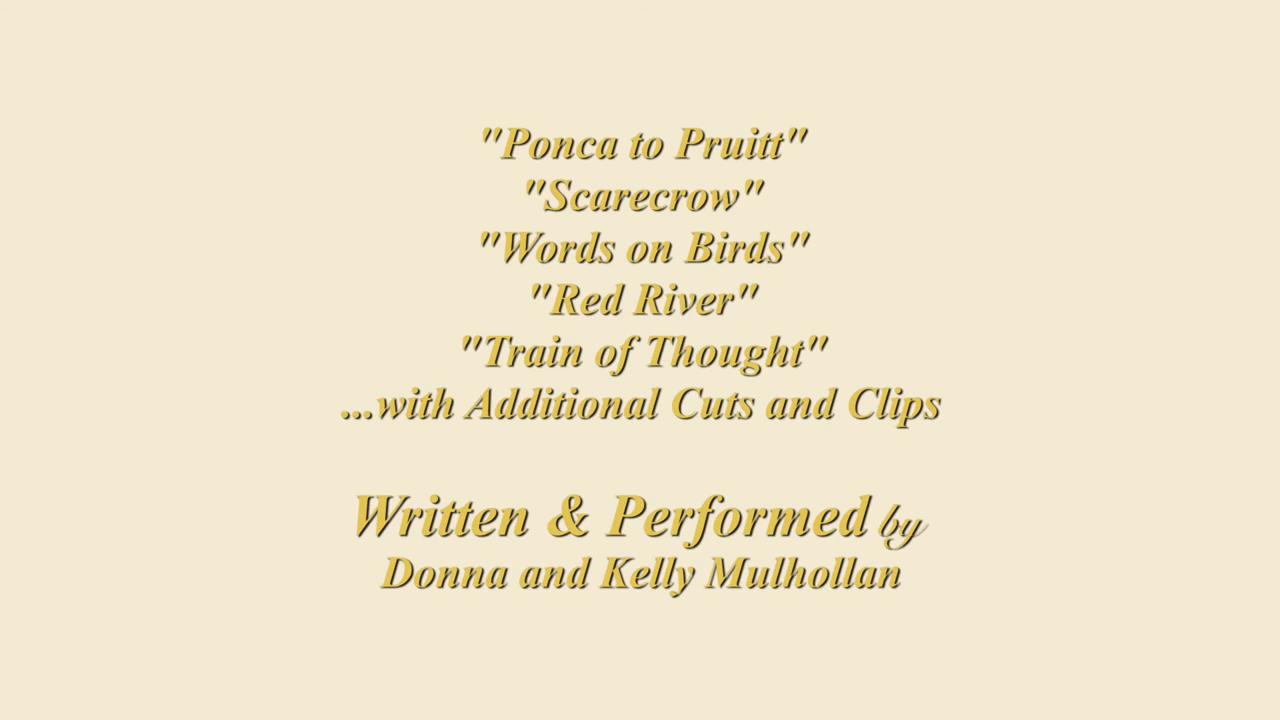 "Ponca to Pruitt"
"Scarecrow"
"Words on Birds"
"Red River"
"Train of Thought"
...with Additional Cuts and Clips
Written & Performed by
Donna and Kelly Mulhollan